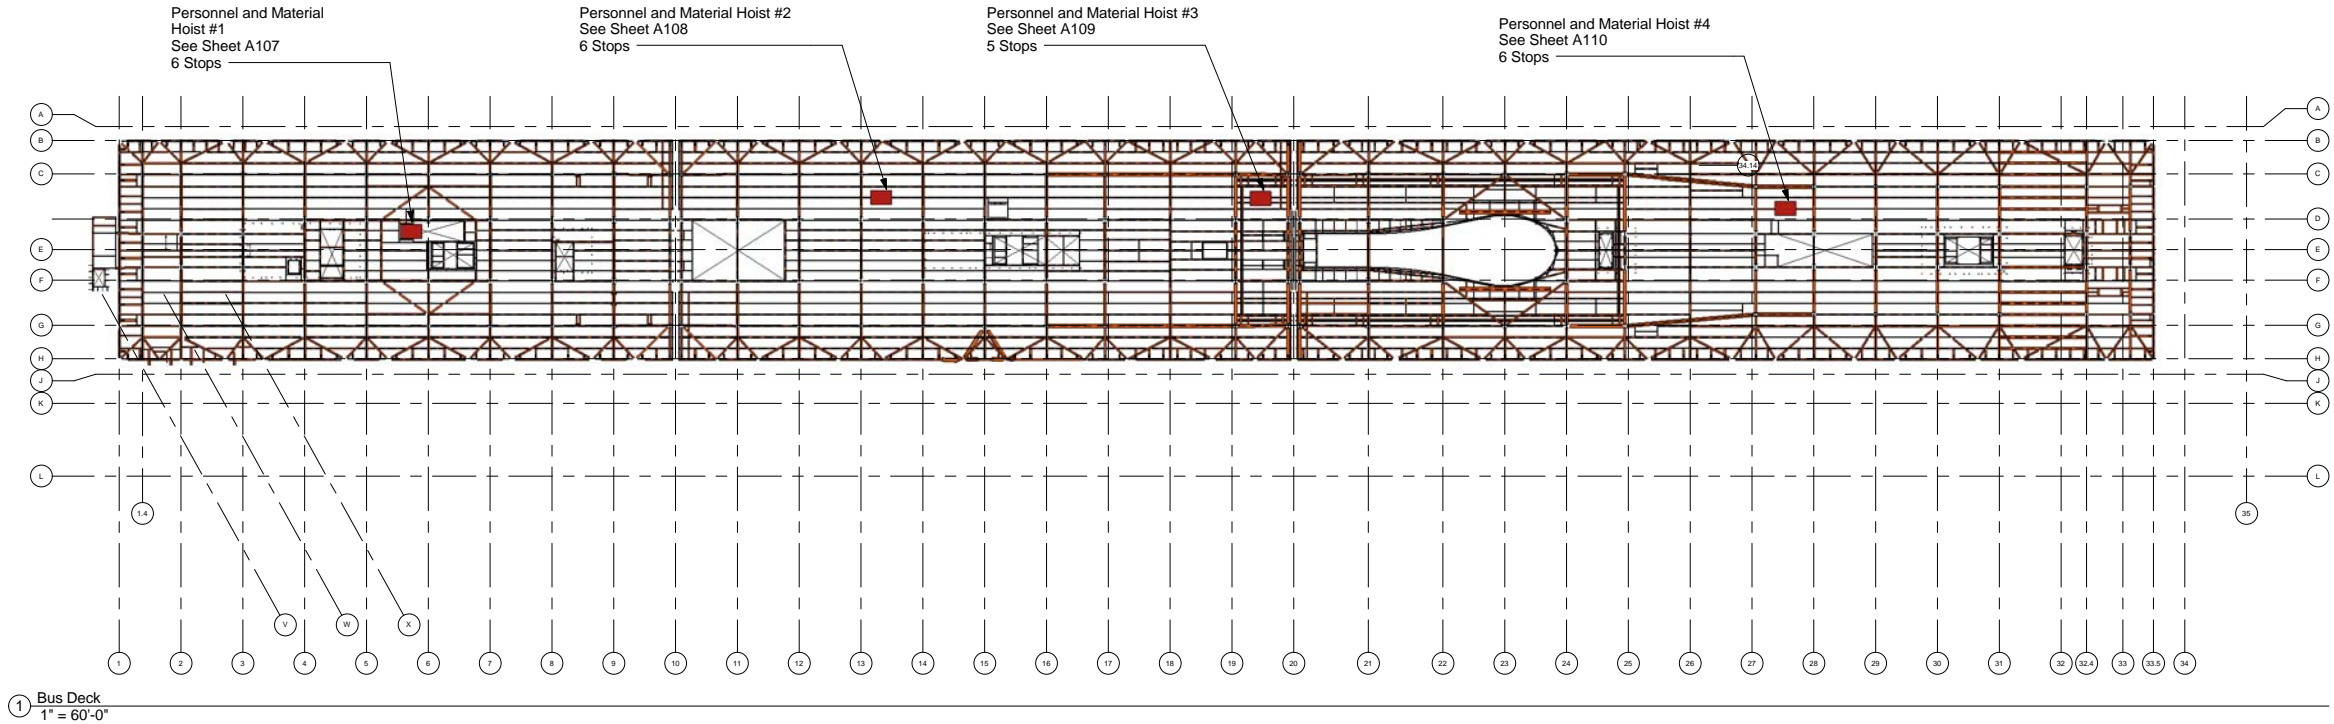 Personnel and Material
Hoist #1
See Sheet A107
6 Stops
Personnel and Material Hoist #2
See Sheet A108
6 Stops
Personnel and Material Hoist #3
See Sheet A109
5 Stops
Personnel and Material Hoist #4
See Sheet A110
6 Stops
A
A
B
B
34.14
C
C
D
E
E
F
F
G
G
H
H
J
J
K
K
L
L
1.4
35
V
W
X
1
2
3
4
5
6
7
8
9
10
11
12
13
14
15
16
17
18
19
20
21
22
23
24
25
26
27
28
29
30
31
32
32.4
33
33.5
34
1
Bus Deck
1" = 60'-0"